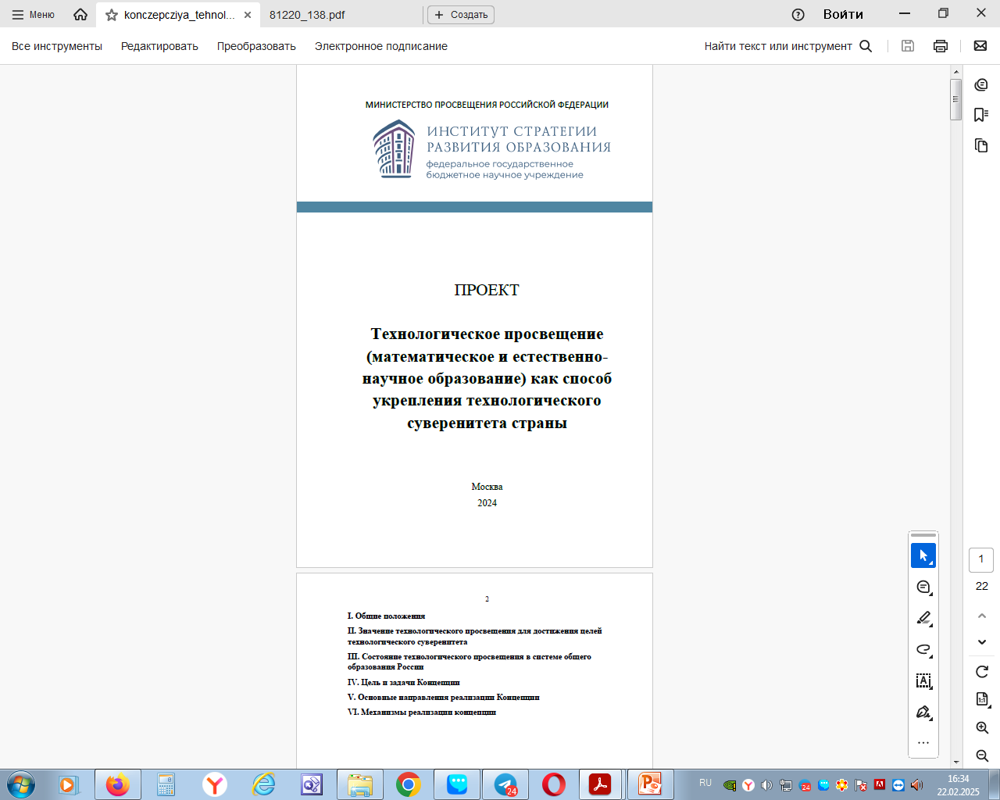 Меню
konczepcziya_tehnol...
81220_138.pdf
Создать
Войти
Все инструменты
Редактировать
Преобразовать
Электронное подписание
Найти текст или инструмент
МИНИСТЕРСТВО ПРОСВЕЩЕНИЯ РОССИЙСКОЙ ФЕДЕРАЦИИ
ИНСТИТУТ СТРАТЕГИИ
РАЗВИТИЯ ОБРАЗОВАНИЯ
федеральное государственное
бюджетное научное учреждение
ПРОЕКТ
Технологическое просвещение
(математическое и естественно-
научное образование) как способ
укрепления технологического
суверенитета страны
Москва
2024
2
I. Общие положения
II. Значение технологического просвещения для достижения целей
технологического суверенитета
III. Состояние технологического просвещения в системе общего
образования России
IV. Цель и задачи Концепции
V. Основные направления реализации Концепции
VI. Механизмы реализации концепции
1
22
1:1
24
RU
24
16:34
22.02.2025